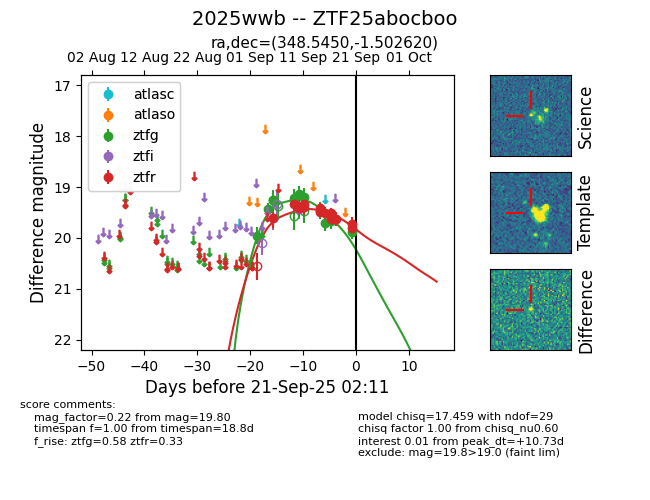 2025wwb -- ZTF25abocboo
ra,dec=(348.5450,-1.502620)
02 Aug 12 Aug 22 Aug 01 Sep 11 Sep 21 Sep 01 Oct
17
18
19
20
21
22
Difference magnitude
atlasc
atlaso
ztfg
ztfi
ztfr
−50 −40 −30 −20 −10 0 10
Days before 21-Sep-25 02:11
Science
Template
Difference
score comments:
mag_factor=0.22 from mag=19.80
timespan f=1.00 from timespan=18.8d
f_rise: ztfg=0.58 ztfr=0.33
model chisq=17.459 with ndof=29
chisq factor 1.00 from chisq_nu0.60
interest 0.01 from peak_dt=+10.73d
exclude: mag=19.8>19.0 (faint lim)